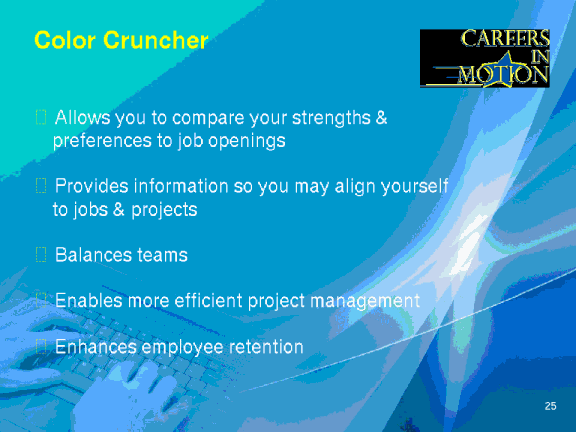 Color Cruncher
CAREERS
IN
MOTION
Allows you to compare your strengths &
preferences to job openings
Provides information so you may align yourself
to jobs & projects
Balances teams
Enables more efficient project management
Enhances employee retention
25